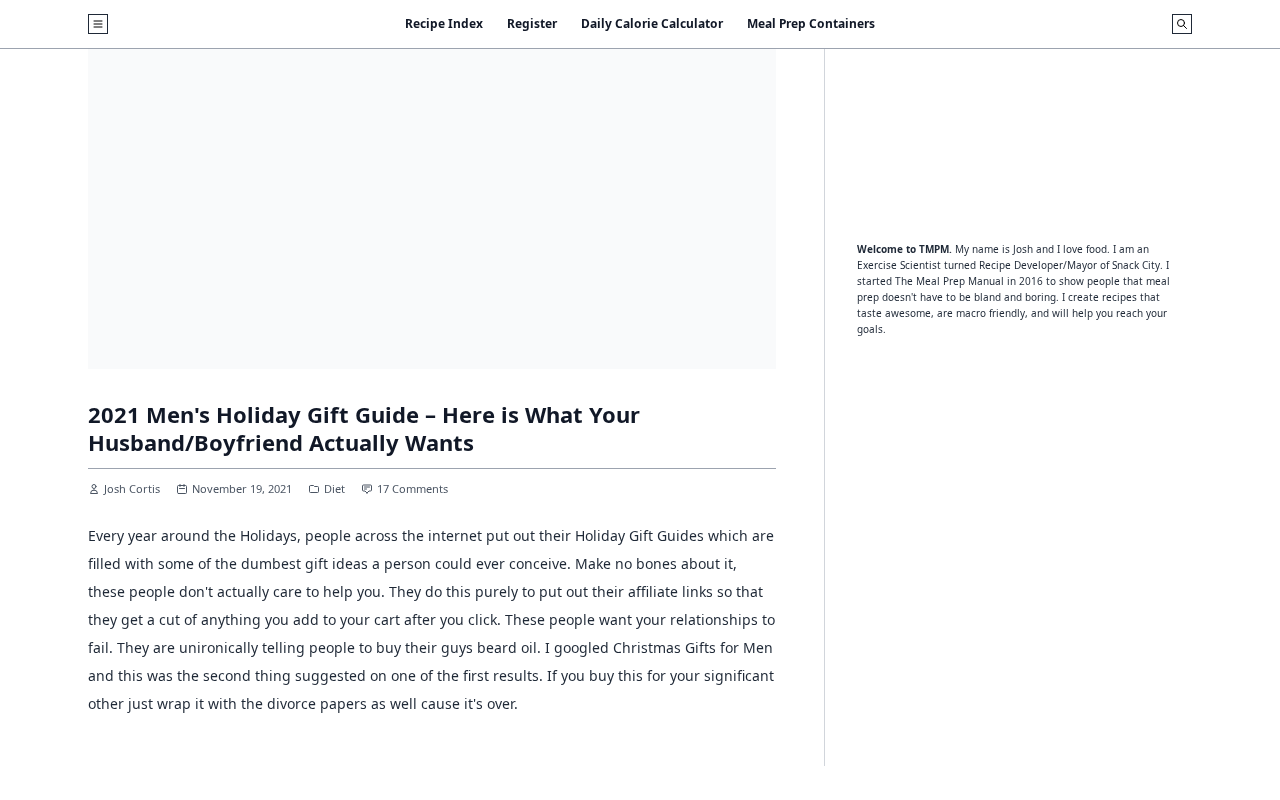 Recipe Index Register Daily Calorie Calculator Meal Prep Containers
2021 Men's Holiday Gift Guide – Here is What Your
Husband/Boyfriend Actually Wants
Josh Cortis November 19, 2021 Diet 17 Comments
Every year around the Holidays, people across the internet put out their Holiday Gift Guides which are
filled with some of the dumbest gift ideas a person could ever conceive. Make no bones about it,
these people don't actually care to help you. They do this purely to put out their affiliate links so that
they get a cut of anything you add to your cart after you click. These people want your relationships to
fail. They are unironically telling people to buy their guys beard oil. I googled Christmas Gifts for Men
and this was the second thing suggested on one of the first results. If you buy this for your significant
other just wrap it with the divorce papers as well cause it's over.
Welcome to TMPM. My name is Josh and I love food. I am an
Exercise Scientist turned Recipe Developer/Mayor of Snack City. I
started The Meal Prep Manual in 2016 to show people that meal
prep doesn't have to be bland and boring. I create recipes that
taste awesome, are macro friendly, and will help you reach your
goals.